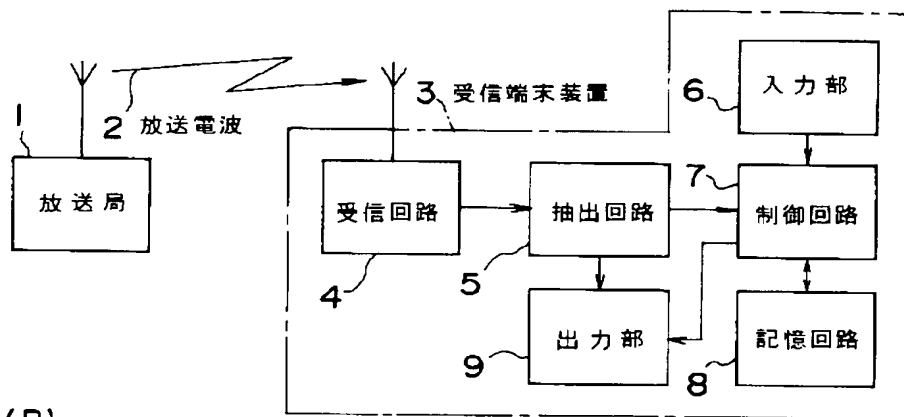 1
2 放送電波
放送局
3 受信端末装置
受信回路
4
抽出回路
5
6
入力部
7
制御回路
出力部
9
記憶回路
8